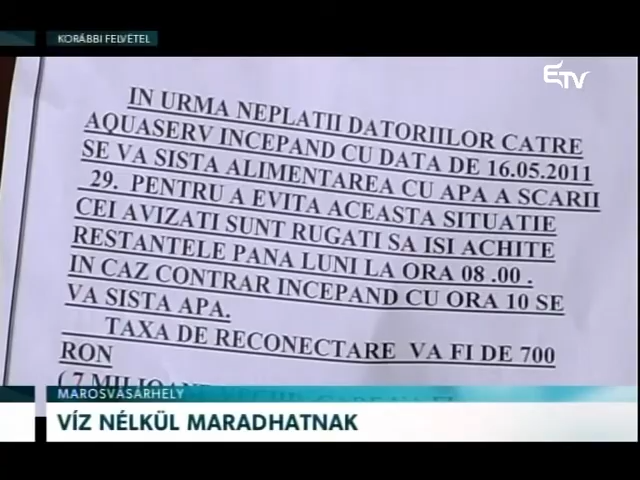 KORÁBBI FELVÉTEL
ETV
IN URMA NEPLATII DATORIILOR CATRE
AQUASERV INCEPAND CU DATA DE 16.05.2011
SE VA SISTA ALIMENTAREA CU APA A SCARII
29. PENTRU A EVITA ACEASTA SITUATIE
CEI AVIZATI SUNT RUGATI SA ISI ACHITE
RESTANTELE PANA LUNI LA ORA 08 .00 .
IN CAZ CONTRAR INCEPAND CU ORA 10 SE
VA SISTA APA.
TAXA DE RECONECTARE VA FI DE 700
RON
( 7
MAROSVÁSÁRHELY
VÍZ NÉLKÜL MARADHATNAK